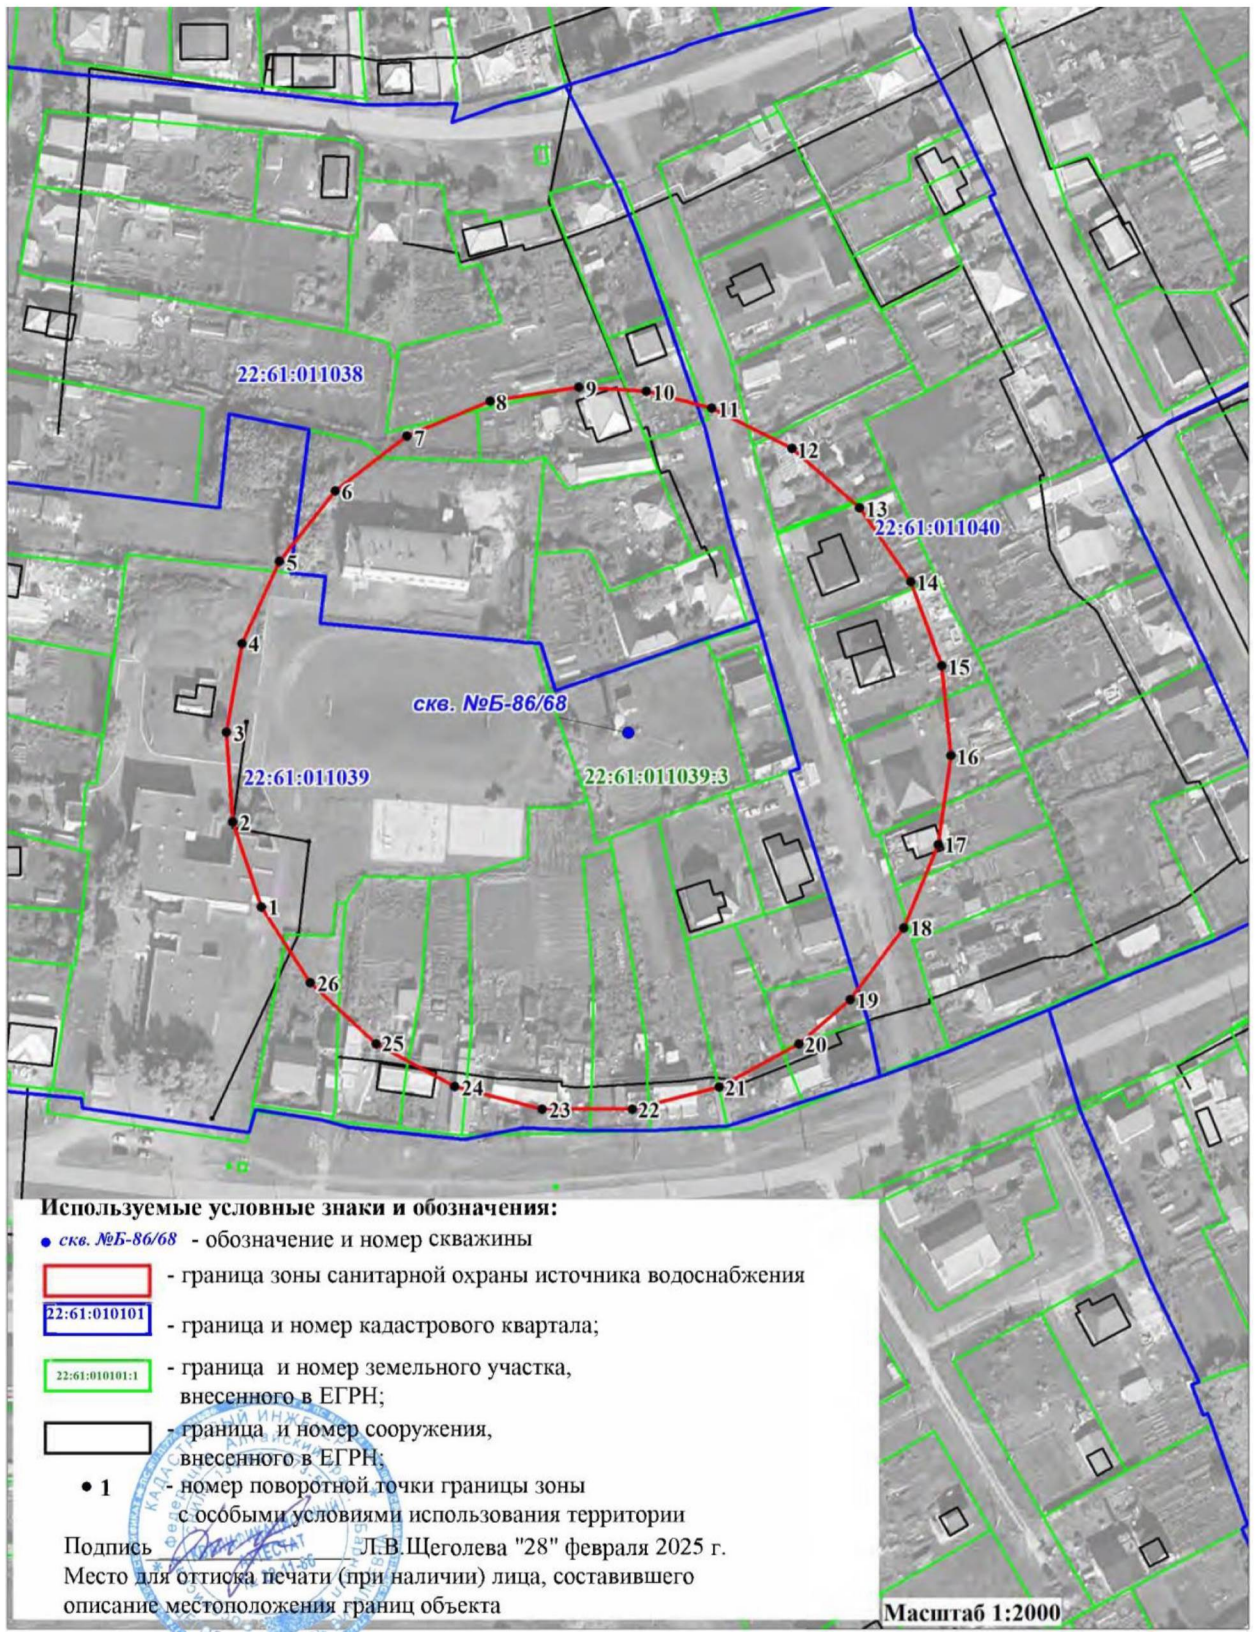 22:61:011038
9
10
8
11
7
12
6
13
22:61:011040
5
14
4
15
скв. №Б-86/68
3
16
22:61:011039
22:61:011039:3
2
17
1
18
26
19
25
20
24
21
23
22
Используемые условные знаки и обозначения:
скв. №Б-86/68 - обозначение и номер скважины
- граница зоны санитарной охраны источника водоснабжения
22:61:010101
- граница и номер кадастрового квартала;
22:61:010101:1
- граница и номер земельного участка,
внесенного в ЕГРН;
- граница и номер сооружения,
внесенного в ЕГРН;
1 - номер поворотной точки границы зоны
с особыми условиями использования территории
Подпись Л.В.Щеголева "28" февраля 2025 г.
Место для оттиска печати (при наличии) лица, составившего
описание местоположения границ объекта
Масштаб 1:2000
КАДАСТРОВЫЙ ИНЖЕНЕР
Алтайский
АТТЕСТАТ